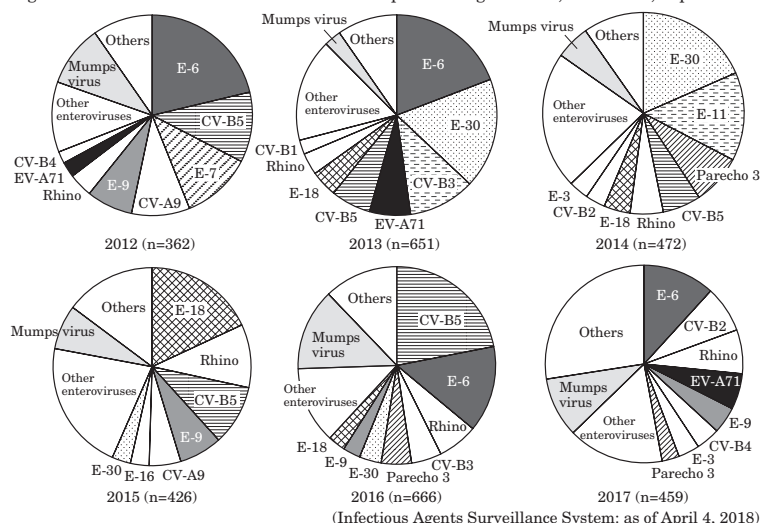 Others
E-6
Mumps
virus
CV-B5
Other
enteroviruses
E-7
CV-B4
EV-A71
Rhino
E-9
CV-A9
2012 (n=362)
Mumps virus
Others
E-6
Other
enteroviruses
E-30
CV-B1
Rhino
E-18
CV-B5
EV-A71
CV-B3
2013 (n=651)
Mumps virus
Others
E-30
Other
enteroviruses
E-11
Parecho 3
E-3
CV-B2
E-18
Rhino
CV-B5
2014 (n=472)
Others
E-18
Mumps virus
Rhino
Other
enteroviruses
CV-B5
E-9
E-30
E-16
CV-A9
2015 (n=426)
Others
CV-B5
Mumps
virus
E-6
Other
enteroviruses
Rhino
E-18
E-9
E-30
Parecho 3
CV-B3
2016 (n=666)
E-6
CV-B2
Others
Rhino
EV-A71
Mumps
virus
E-9
Other
enteroviruses
CV-B4
E-3
Parecho 3
2017 (n=459)
(Infectious Agents Surveillance System: as of April 4, 2018)